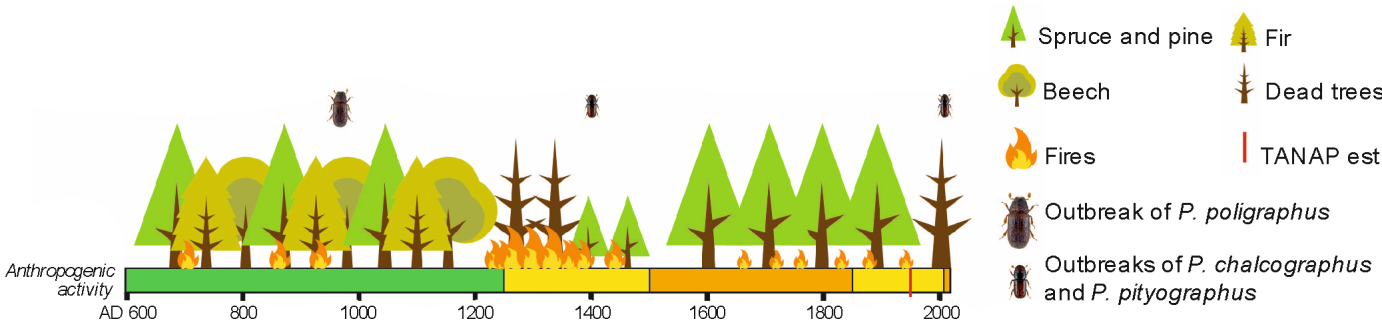 Spruce and pine
Fir
Beech
Dead trees
Fires
TANAP est
Outbreak of P. poligraphus
Outbreaks of P. chalcographus
and P. pityographus
Anthropogenic
activity
AD 600
800
1000
1200
1400
1600
1800
2000